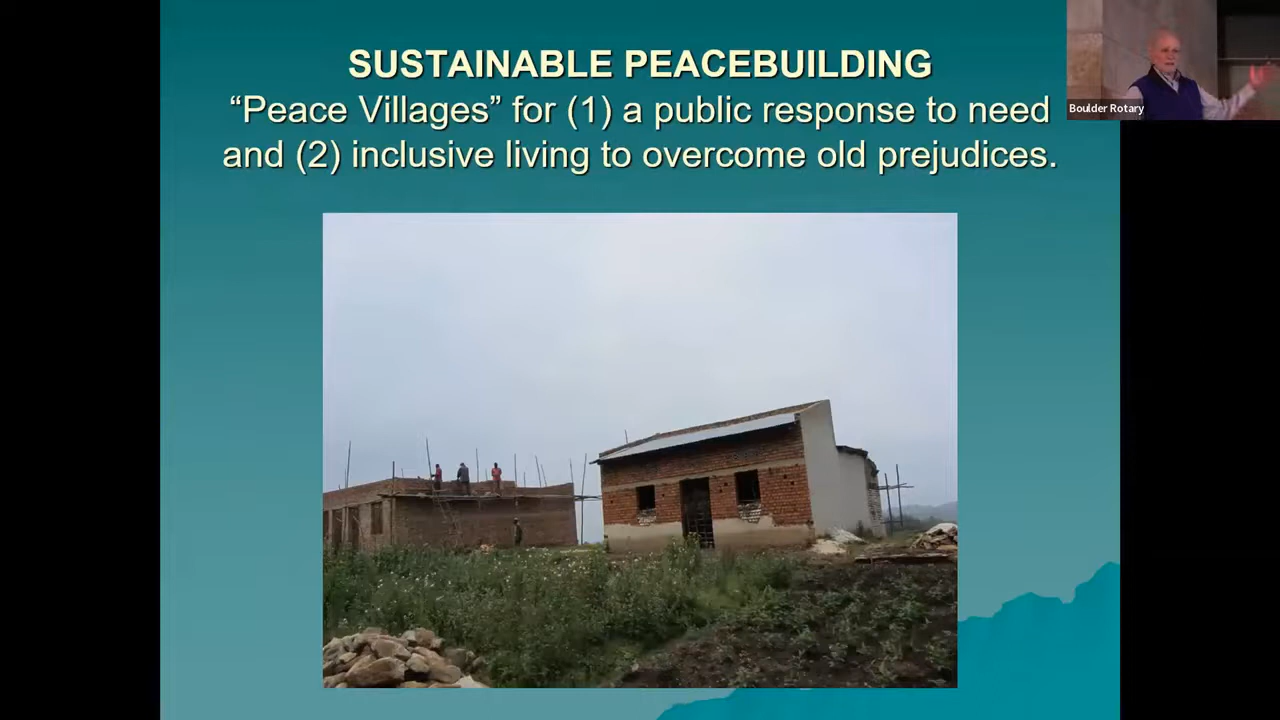 SUSTAINABLE PEACEBUILDING
“Peace Villages” for (1) a public response to need
and (2) inclusive living to overcome old prejudices.
Boulder Rotary